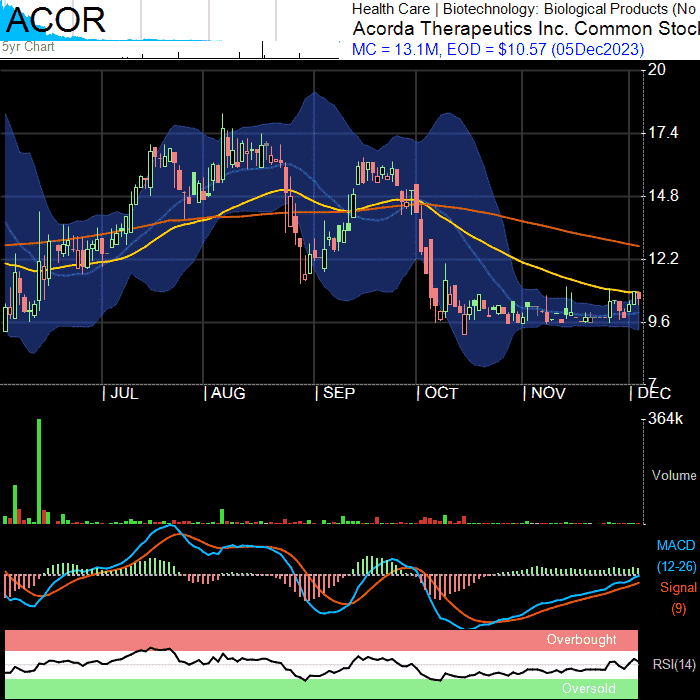 ACOR
5yr Chart
Health Care | Biotechnology: Biological Products (No
Acorda Therapeutics Inc. Common Stoc
MC = 13.1M, EOD = $10.57 (05Dec2023)
20
17.4
14.8
12.2
9.6
7
| JUL | AUG | SEP | OCT | NOV | DEC
364k
Volume
MACD
(12-26)
Signal
(9)
Overbought
RSI(14)
Oversold